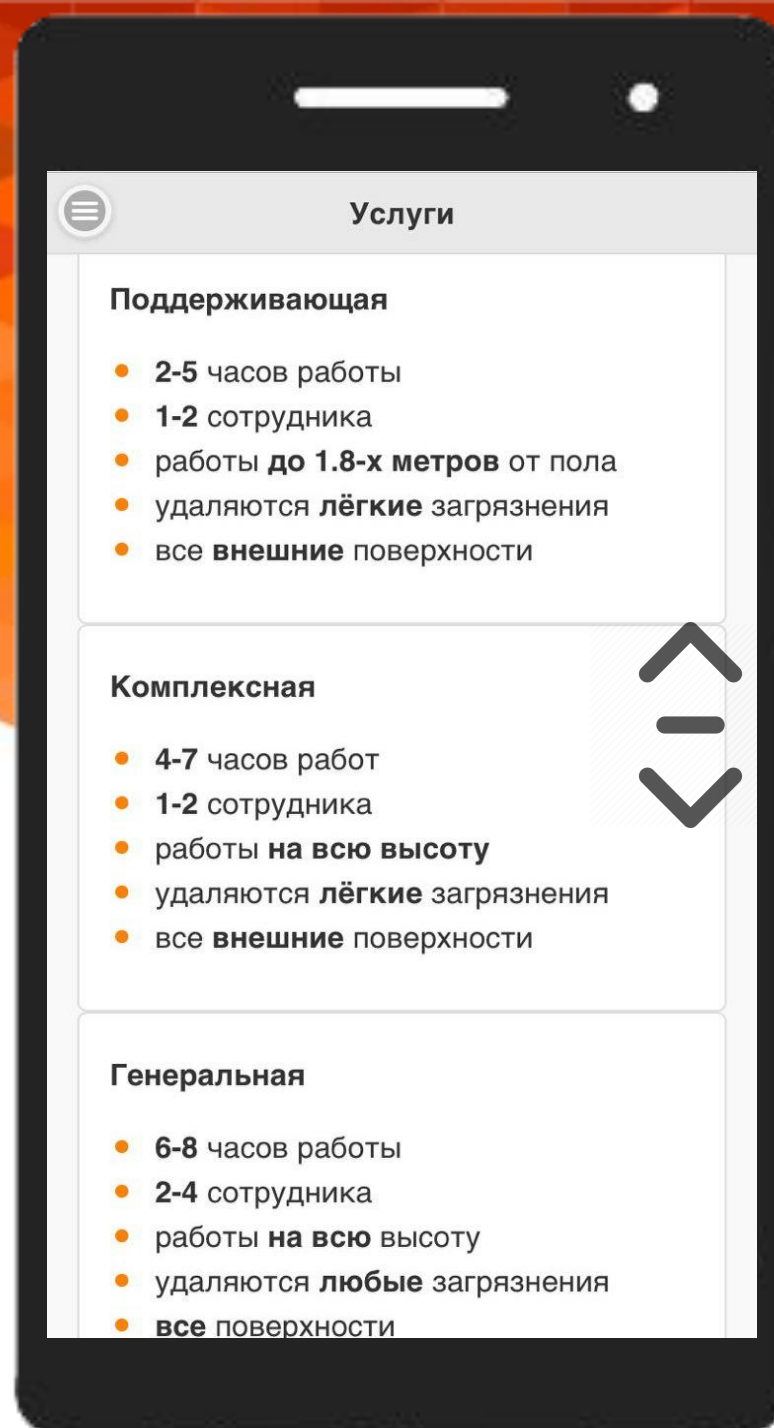 Услуги
Поддерживающая
2-5 часов работы
1-2 сотрудника
работы до 1.8-х метров от пола
удаляются лёгкие загрязнения
все внешние поверхности
Комплексная
4-7 часов работ
1-2 сотрудника
работы на всю высоту
удаляются лёгкие загрязнения
все внешние поверхности
Генеральная
6-8 часов работы
2-4 сотрудника
работы на всю высоту
удаляются любые загрязнения
все поверхности